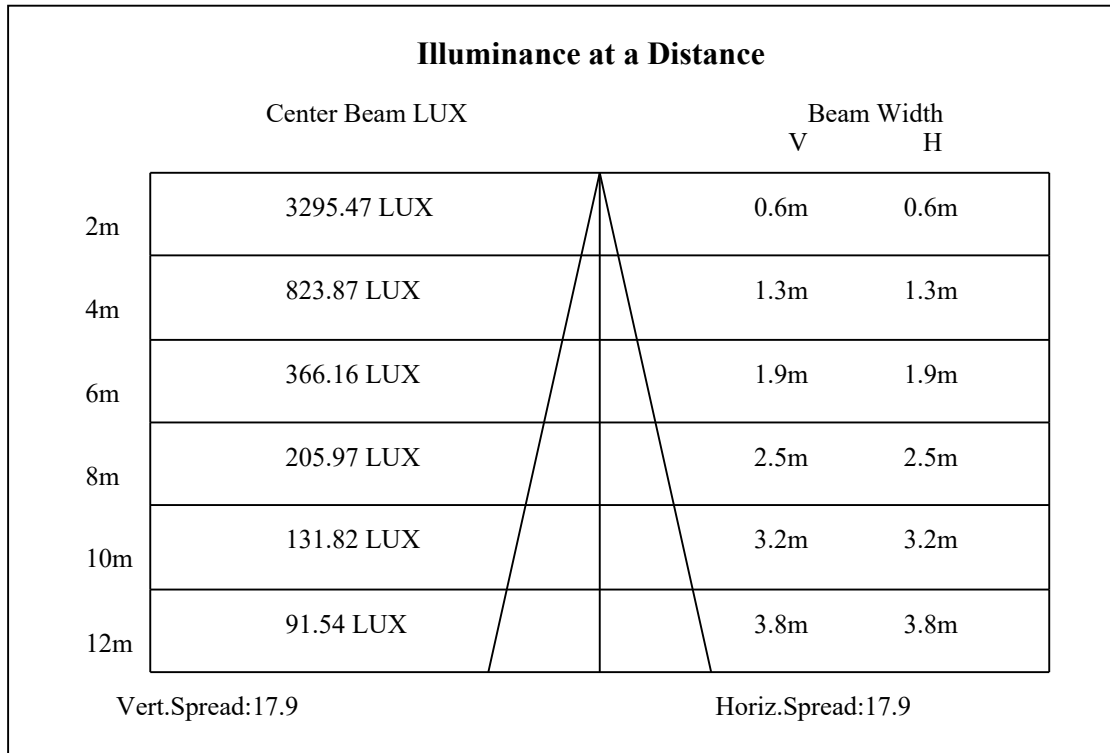 Illuminance at a Distance
Center Beam LUX Beam Width
V H
2m 3295.47 LUX 0.6m 0.6m
4m 823.87 LUX 1.3m 1.3m
6m 366.16 LUX 1.9m 1.9m
8m 205.97 LUX 2.5m 2.5m
10m 131.82 LUX 3.2m 3.2m
12m 91.54 LUX 3.8m 3.8m
Vert.Spread:17.9 Horiz.Spread:17.9